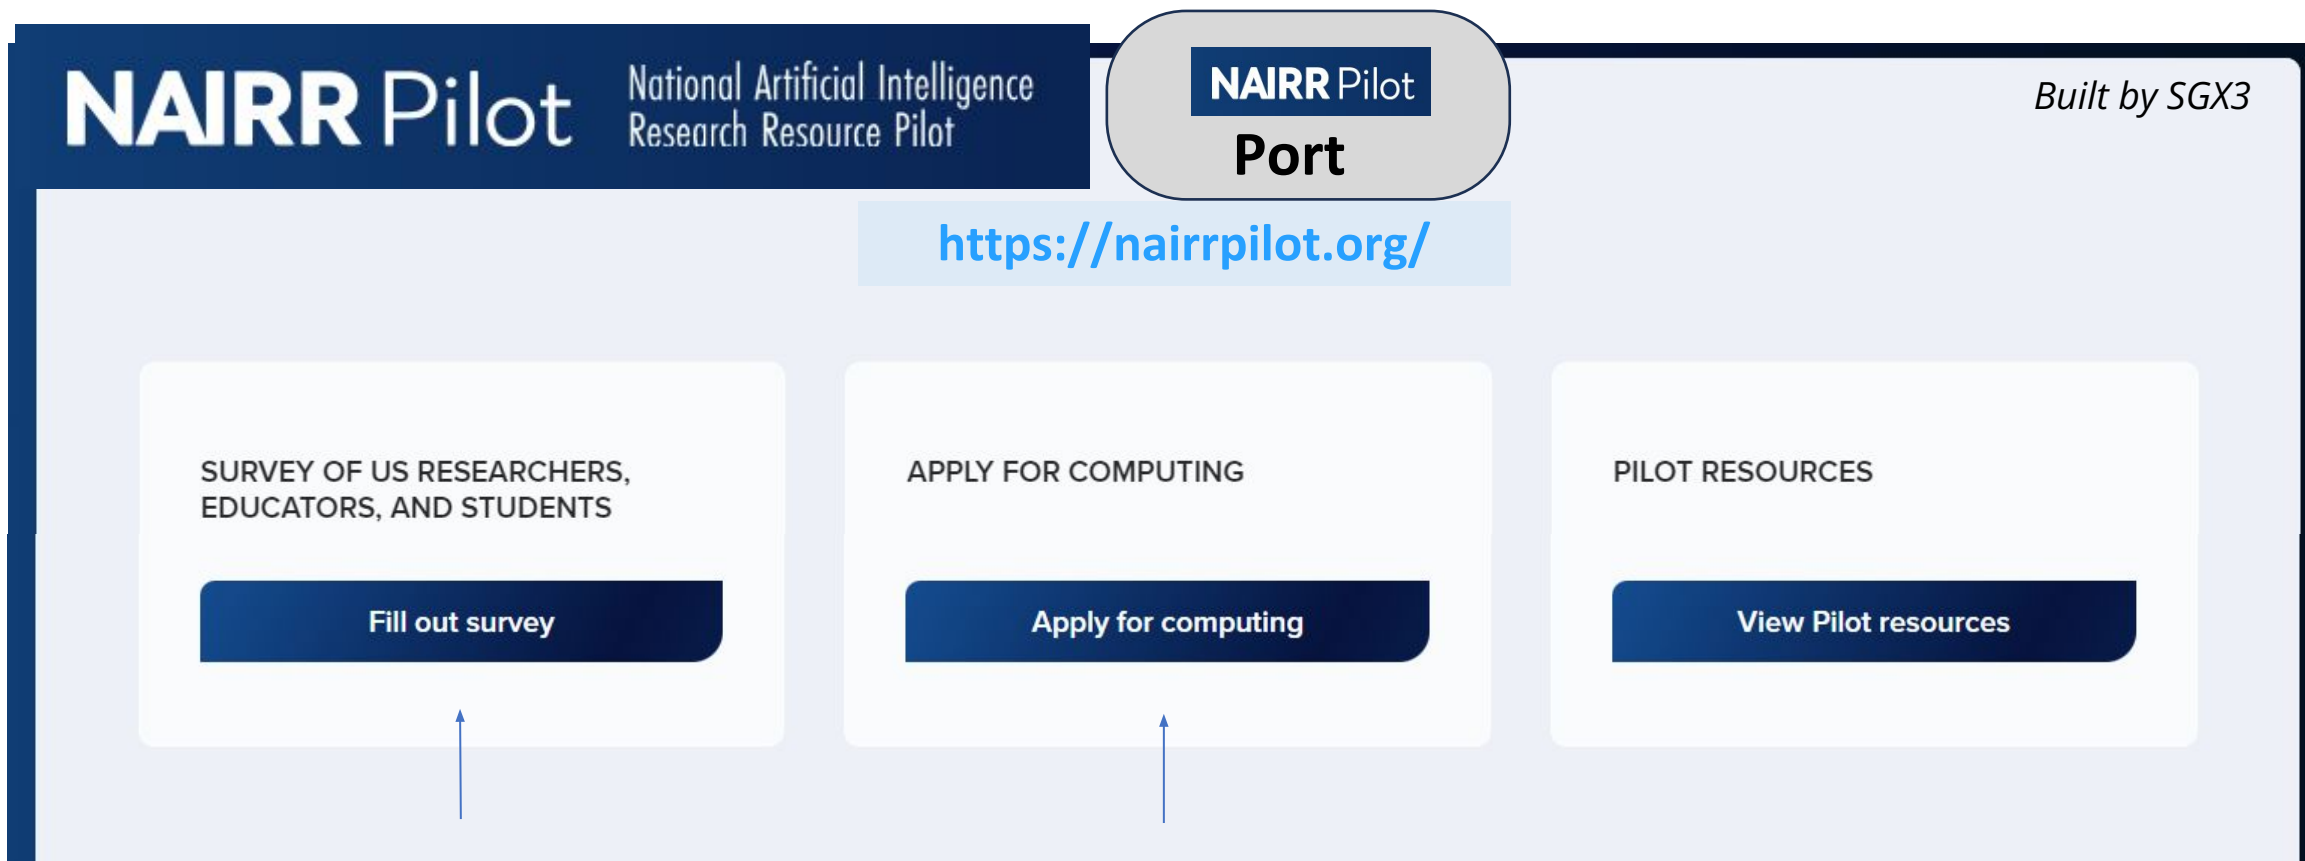 NAIRR Pilot
National Artificial Intelligence
Research Resource Pilot
NAIRR Pilot
Port
Built by SGX3
https://nairrpilot.org/
SURVEY OF US RESEARCHERS,
EDUCATORS, AND STUDENTS
Fill out survey
APPLY FOR COMPUTING
Apply for computing
PILOT RESOURCES
View Pilot resources